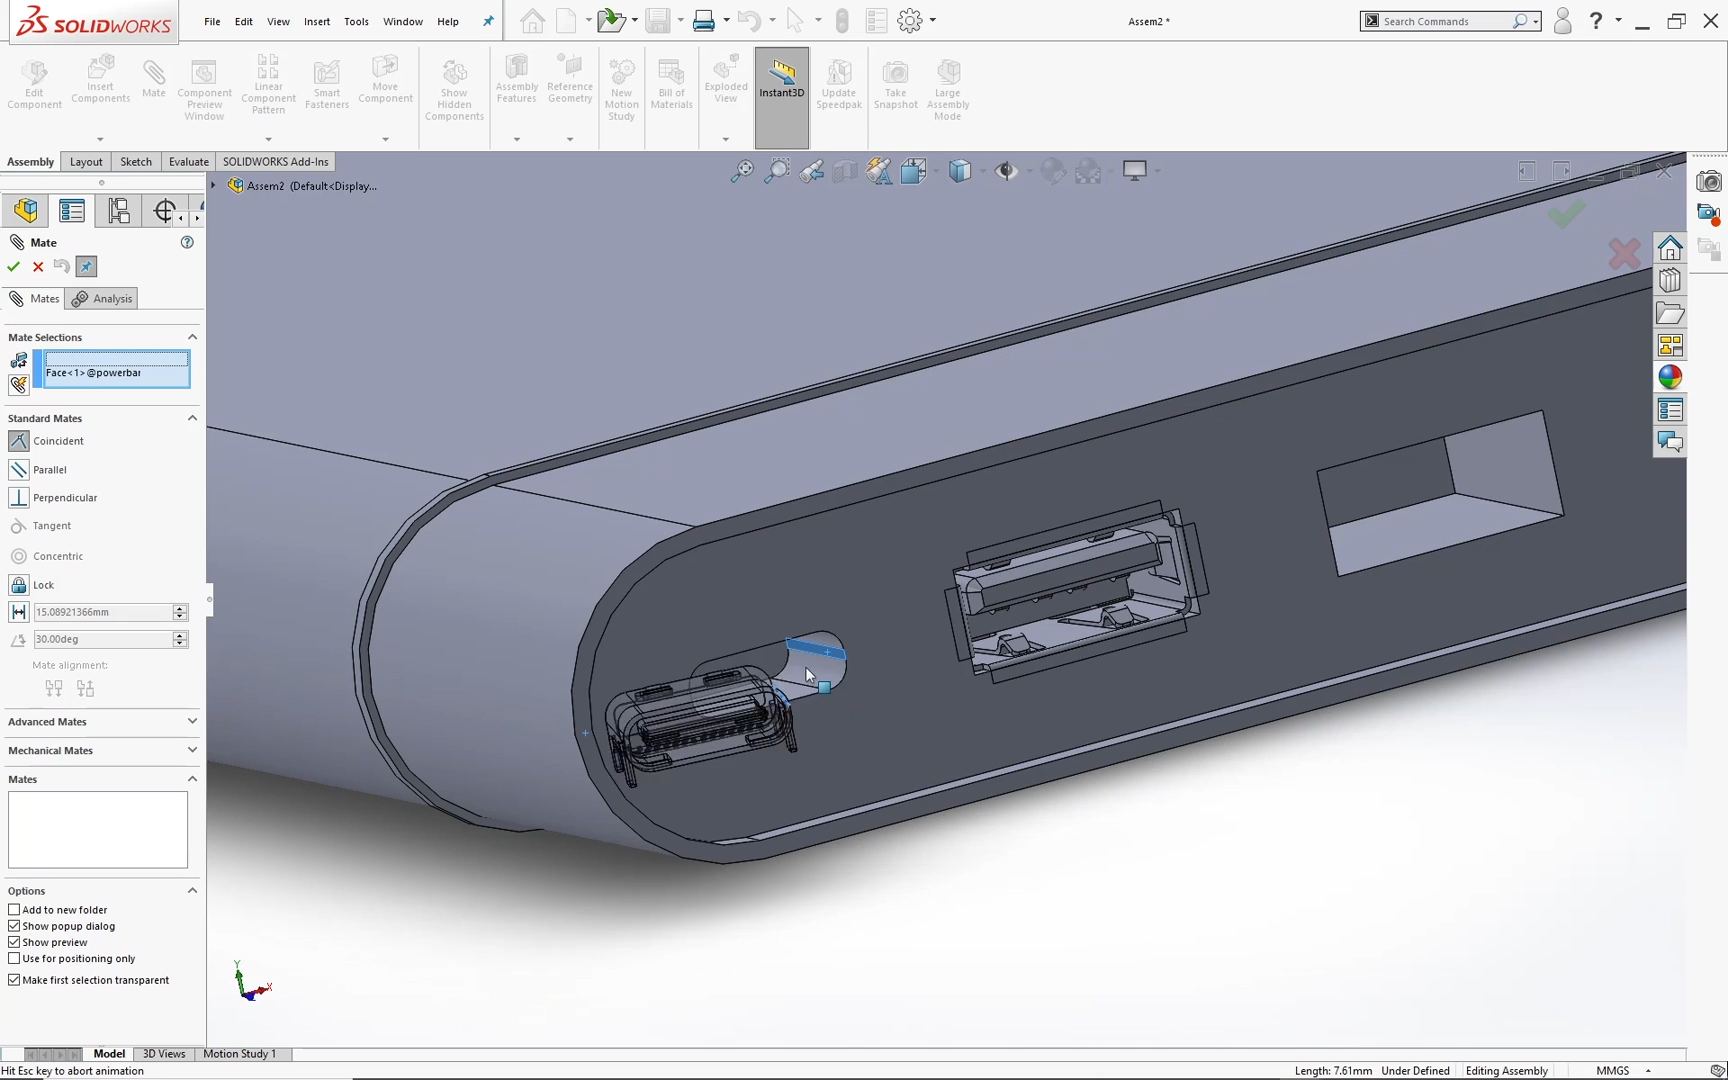 SOLIDWORKS
File Edit View Insert Tools Window Help
Assem2 *
Search Commands
Edit Component
Insert Components
Mate
Component Preview Window
Linear Component Pattern
Smart Fasteners
Move Component
Show Hidden Components
Assembly Features
Reference Geometry
New Motion Study
Bill of Materials
Exploded View
Instant3D
Update Speedpak
Take Snapshot
Large Assembly Mode
Assembly Layout Sketch Evaluate SOLIDWORKS Add-Ins
Assem2 (Default<Display...
Mate
Mates Analysis
Mate Selections
Face<1>@powerbar
Standard Mates
Coincident
Parallel
Perpendicular
Tangent
Concentric
Lock
15.08921366mm
30.00deg
Mate alignment:
Advanced Mates
Mechanical Mates
Mates
Options
Add to new folder
Show popup dialog
Show preview
Use for positioning only
Make first selection transparent
Y
X
Model 3D Views Motion Study 1
Hit Esc key to abort animation
Length: 7.61mm Under Defined Editing Assembly MMGS